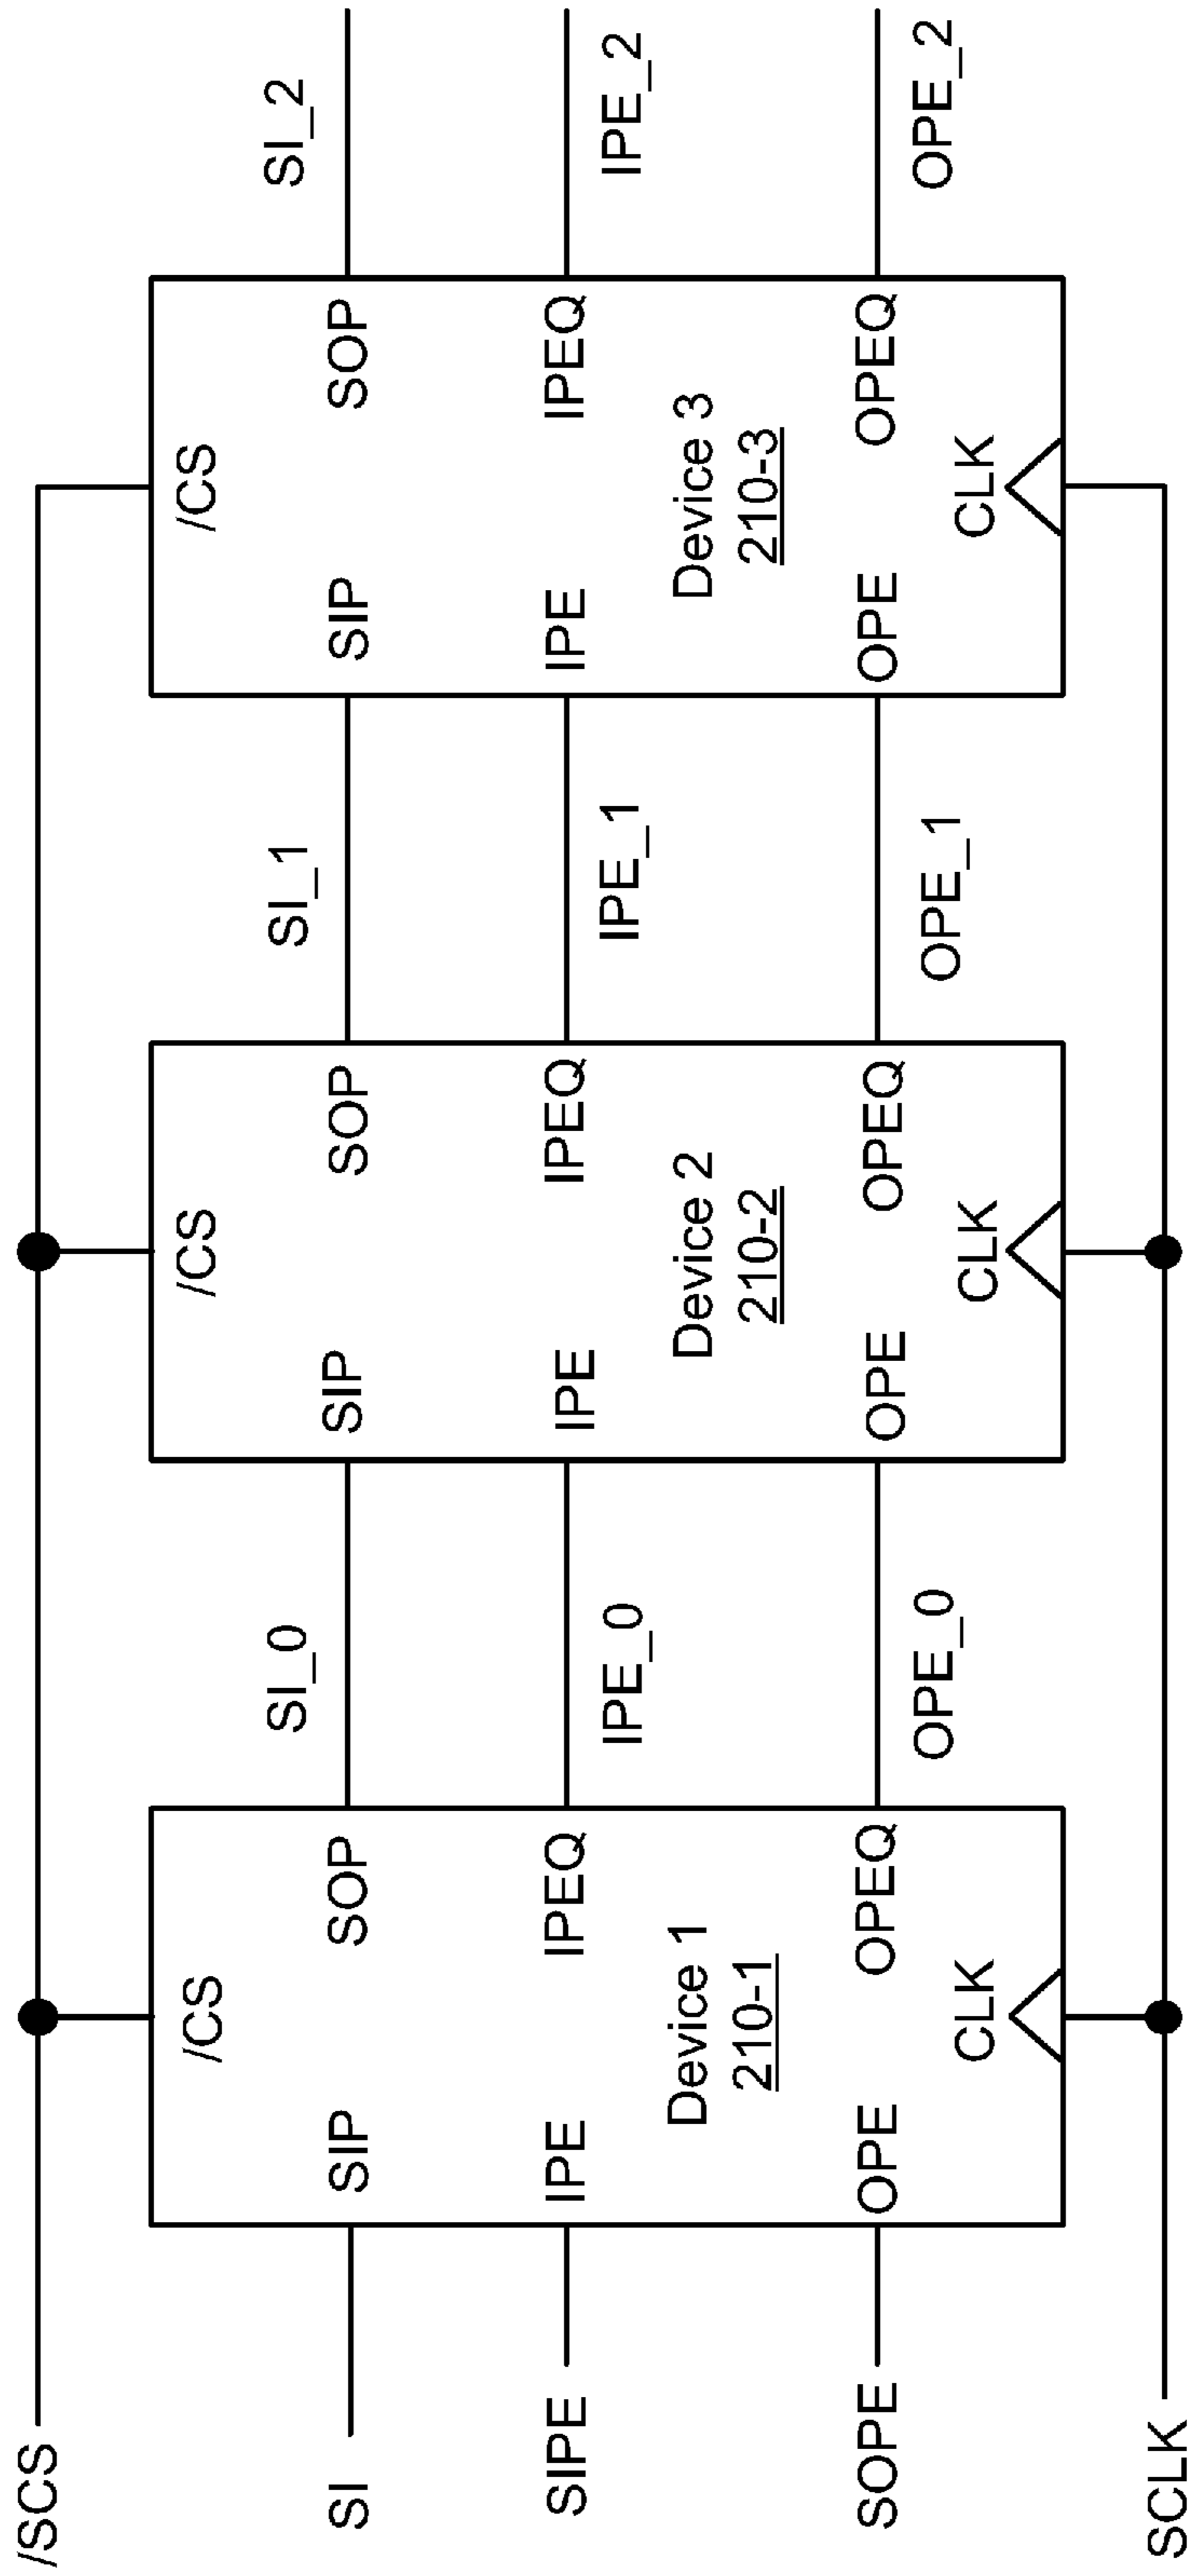 /SCS
SI
SIPE
SOPE
SCLK
/CS
SIP
SOP
IPE
IPEQ
Device 1
210-1
OPE
OPEQ
CLK
SI_0
IPE_0
OPE_0
/CS
SIP
SOP
IPE
IPEQ
Device 2
210-2
OPE
OPEQ
CLK
SI_1
IPE_1
OPE_1
/CS
SIP
SOP
IPE
IPEQ
Device 3
210-3
OPE
OPEQ
CLK
SI_2
IPE_2
OPE_2